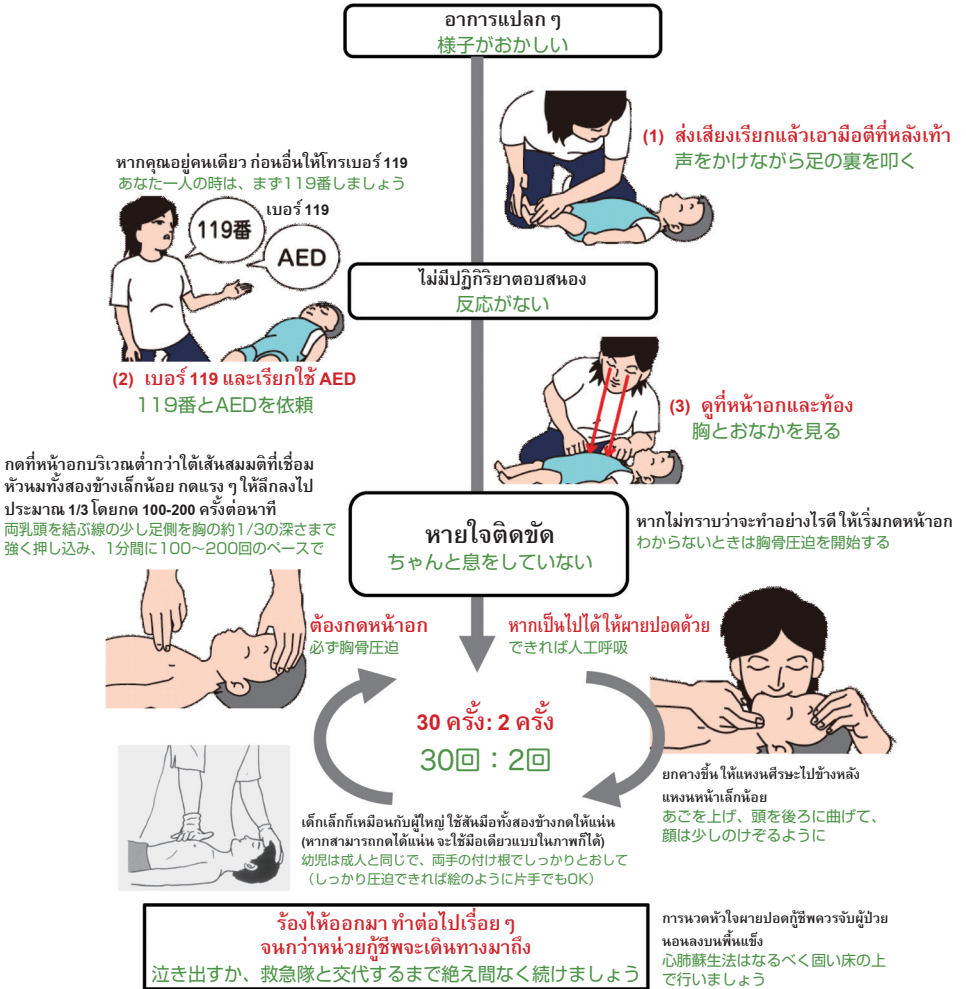 อาการแปลก ๆ
様子がおかしい
(1) ส่งเสียงเรียกแล้วเอามือตีที่หลังเท้า
声をかけながら足の裏を叩く
หากคุณอยู่คนเดียว ก่อนอื่นให้โทรเบอร์ 119
あなた一人の時は、まず119番しましょう
เบอร์ 119
119番
AED
ไม่มีปฏิกิริยาตอบสนอง
反応がない
(2) เบอร์ 119 และเรียกใช้ AED
119番とAEDを依頼
(3) ดูที่หน้าอกและท้อง
胸とおなかを見る
กดที่หน้าอกบริเวณต่ำกว่าใต้เส้นสมมติที่เชื่อม
หัวนมทั้งสองข้างเล็กน้อย กดแรง ๆ ให้ลึกลงไป
ประมาณ 1/3 โดยกด 100-200 ครั้งต่อนาที
両乳頭を結ぶ線の少し足側を胸の約1/3の深さまで
強く押し込み、1分間に100～200回のペースで
หายใจติดขัด
ちゃんと息をしていない
หากไม่ทราบว่าจะทำอย่างไรดี ให้เริ่มกดหน้าอก
わからないときは胸骨圧迫を開始する
ต้องกดหน้าอก
必ず胸骨圧迫
หากเป็นไปได้ ให้ผายปอดด้วย
できれば人工呼吸
30 ครั้ง: 2 ครั้ง
30回：2回
ยกคางขึ้น ให้แหงนศีรษะไปข้างหลัง
แหงนหน้าเล็กน้อย
あごを上げ、頭を後ろに曲げて、
顔は少しのけぞるように
เด็กเล็กก็เหมือนกับผู้ใหญ่ ใช้สันมือทั้งสองข้างกดให้แน่น
(หากสามารถกดได้แน่น จะใช้มือเดียวแบบในภาพก็ได้)
幼児は成人と同じで、両手の付け根でしっかりとおして
（しっかり圧迫できれば絵のように片手でもOK）
ร้องไห้ออกมา ทำต่อไปเรื่อย ๆ
จนกว่าหน่วยกู้ชีพจะเดินทางมาถึง
泣き出すか、救急隊と交代するまで絶え間なく続けましょう
การนวดหัวใจผายปอดกู้ชีพควรจับผู้ป่วย
นอนลงบนพื้นแข็ง
心肺蘇生法はなるべく固い床の上
で行いましょう